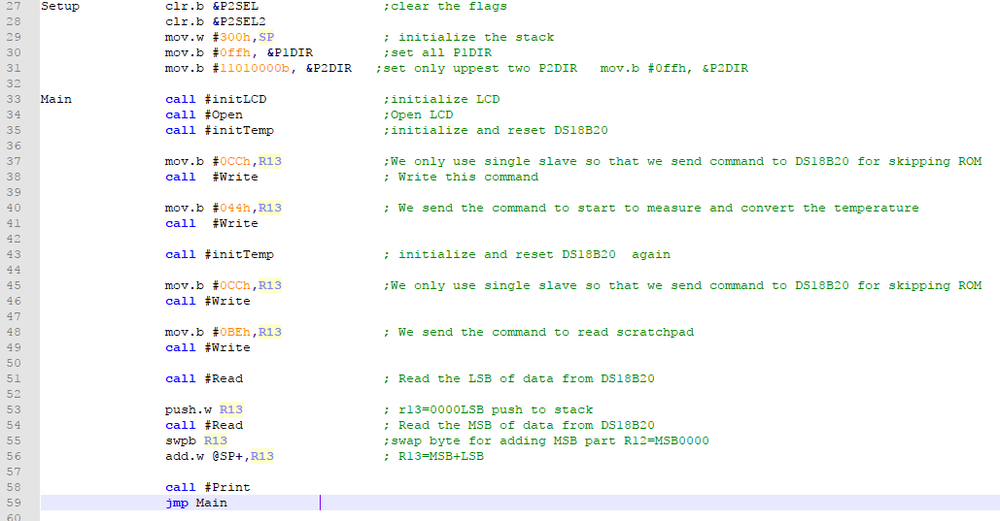 27 Setup clr.b &P2SEL ;clear the flags
28 clr.b &P2SEL2
29 mov.w #300h,SP ; initialize the stack
30 mov.b #0ffh, &P1DIR ;set all P1DIR
31 mov.b #11010000b, &P2DIR ;set only uppest two P2DIR mov.b #0ffh, &P2DIR
32
33 Main call #initLCD ;initialize LCD
34 call #Open ;Open LCD
35 call #initTemp ;initialize and reset DS18B20
36
37 mov.b #0CCh,R13 ;We only use single slave so that we send command to DS18B20 for skipping ROM
38 call #Write ; Write this command
39
40 mov.b #044h,R13 ; We send the command to start to measure and convert the temperature
41 call #Write
42
43 call #initTemp ; initialize and reset DS18B20 again
44
45 mov.b #0CCh,R13 ;We only use single slave so that we send command to DS18B20 for skipping ROM
46 call #Write
47
48 mov.b #0BEh,R13 ; We send the command to read scratchpad
49 call #Write
50
51 call #Read ; Read the LSB of data from DS18B20
52
53 push.w R13 ; r13=0000LSB push to stack
54 call #Read ; Read the MSB of data from DS18B20
55 swpb R13 ;swap byte for adding MSB part R12=MSB0000
56 add.w @SP+,R13 ; R13=MSB+LSB
57
58 call #Print
59 jmp Main
60